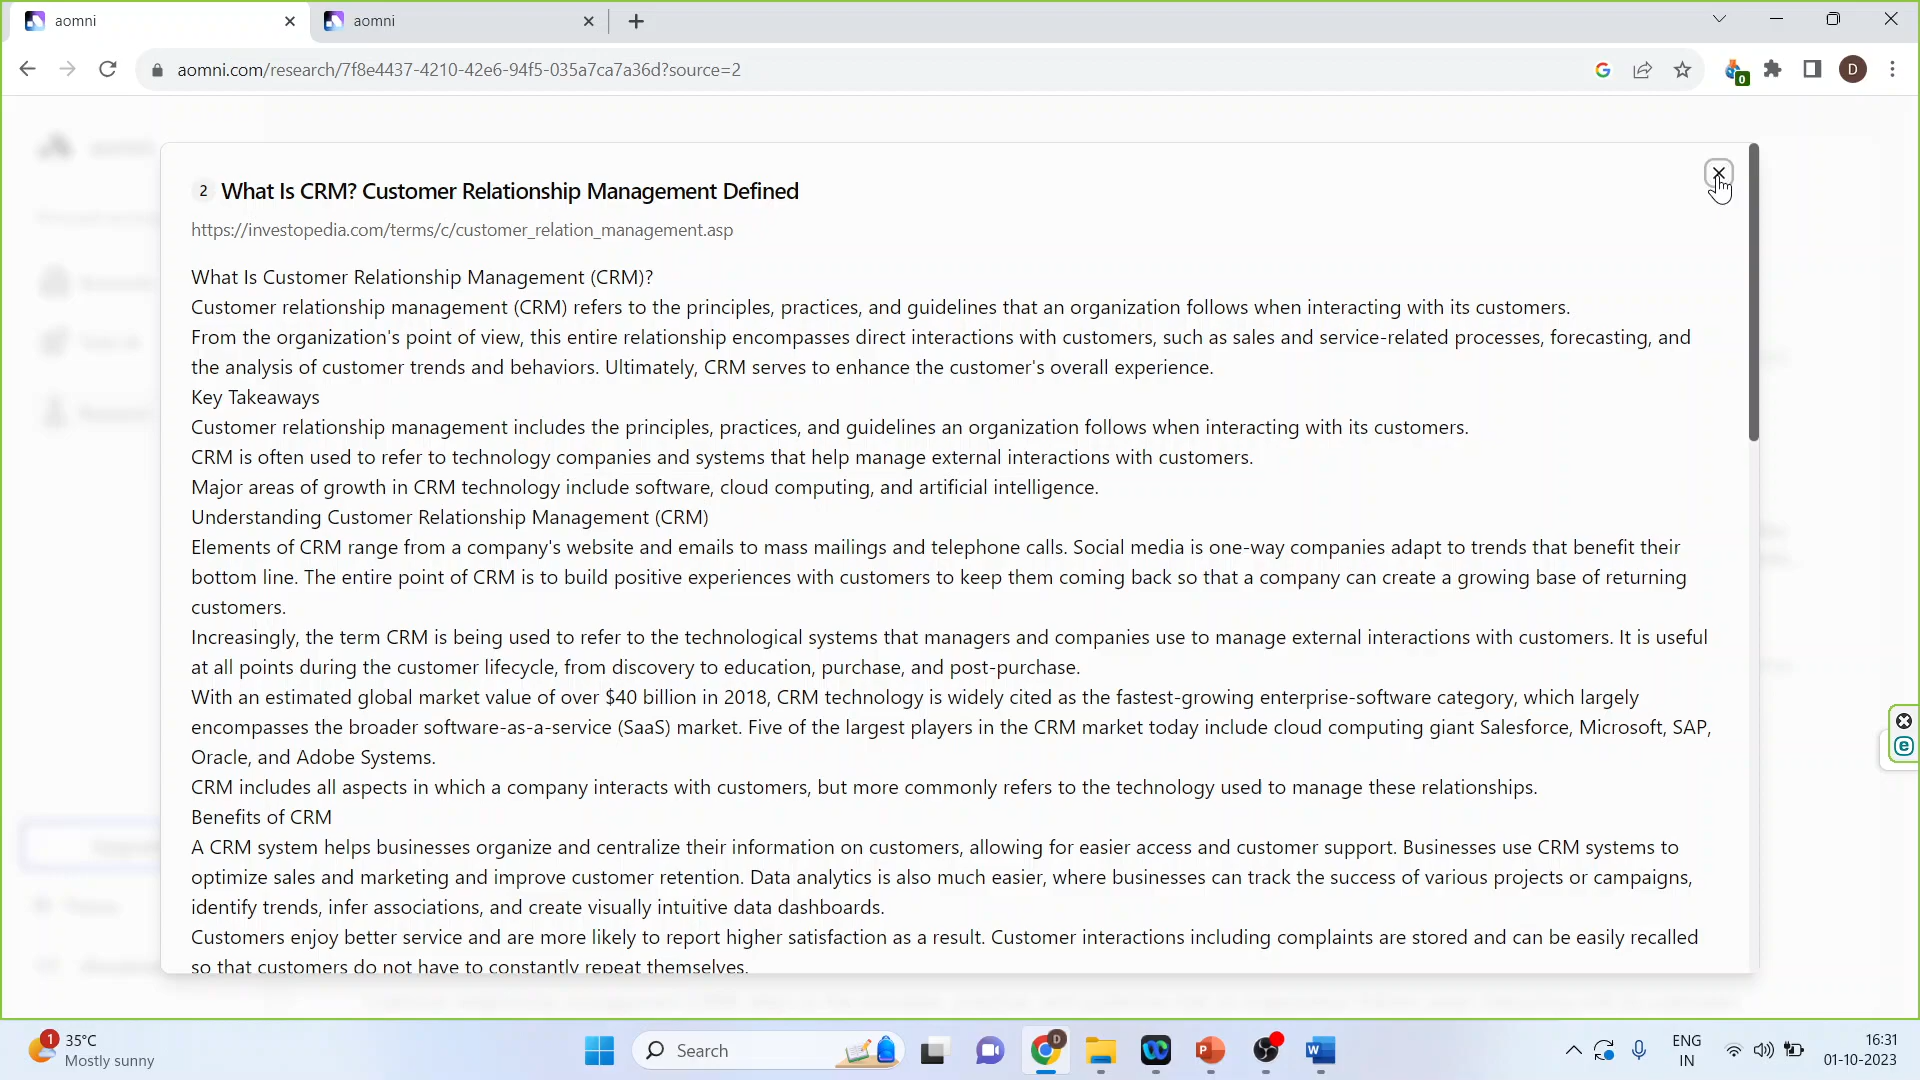 aomni
aomni
aomni.com/research/7f8e4437-4210-42e6-94f5-035a7ca7a36d?source=2
0
D
2 What Is CRM? Customer Relationship Management Defined
https://investopedia.com/terms/c/customer_relation_management.asp
What Is Customer Relationship Management (CRM)?
Customer relationship management (CRM) refers to the principles, practices, and guidelines that an organization follows when interacting with its customers.
From the organization's point of view, this entire relationship encompasses direct interactions with customers, such as sales and service-related processes, forecasting, and
the analysis of customer trends and behaviors. Ultimately, CRM serves to enhance the customer's overall experience.
Key Takeaways
Customer relationship management includes the principles, practices, and guidelines an organization follows when interacting with its customers.
CRM is often used to refer to technology companies and systems that help manage external interactions with customers.
Major areas of growth in CRM technology include software, cloud computing, and artificial intelligence.
Understanding Customer Relationship Management (CRM)
Elements of CRM range from a company's website and emails to mass mailings and telephone calls. Social media is one-way companies adapt to trends that benefit their
bottom line. The entire point of CRM is to build positive experiences with customers to keep them coming back so that a company can create a growing base of returning
customers.
Increasingly, the term CRM is being used to refer to the technological systems that managers and companies use to manage external interactions with customers. It is useful
at all points during the customer lifecycle, from discovery to education, purchase, and post-purchase.
With an estimated global market value of over $40 billion in 2018, CRM technology is widely cited as the fastest-growing enterprise-software category, which largely
encompasses the broader software-as-a-service (SaaS) market. Five of the largest players in the CRM market today include cloud computing giant Salesforce, Microsoft, SAP,
Oracle, and Adobe Systems.
CRM includes all aspects in which a company interacts with customers, but more commonly refers to the technology used to manage these relationships.
Benefits of CRM
A CRM system helps businesses organize and centralize their information on customers, allowing for easier access and customer support. Businesses use CRM systems to
optimize sales and marketing and improve customer retention. Data analytics is also much easier, where businesses can track the success of various projects or campaigns,
identify trends, infer associations, and create visually intuitive data dashboards.
Customers enjoy better service and are more likely to report higher satisfaction as a result. Customer interactions including complaints are stored and can be easily recalled
so that customers do not have to constantly repeat themselves.
1
35°C
Mostly sunny
Search
D
P
W
ENG
IN
16:31
01-10-2023